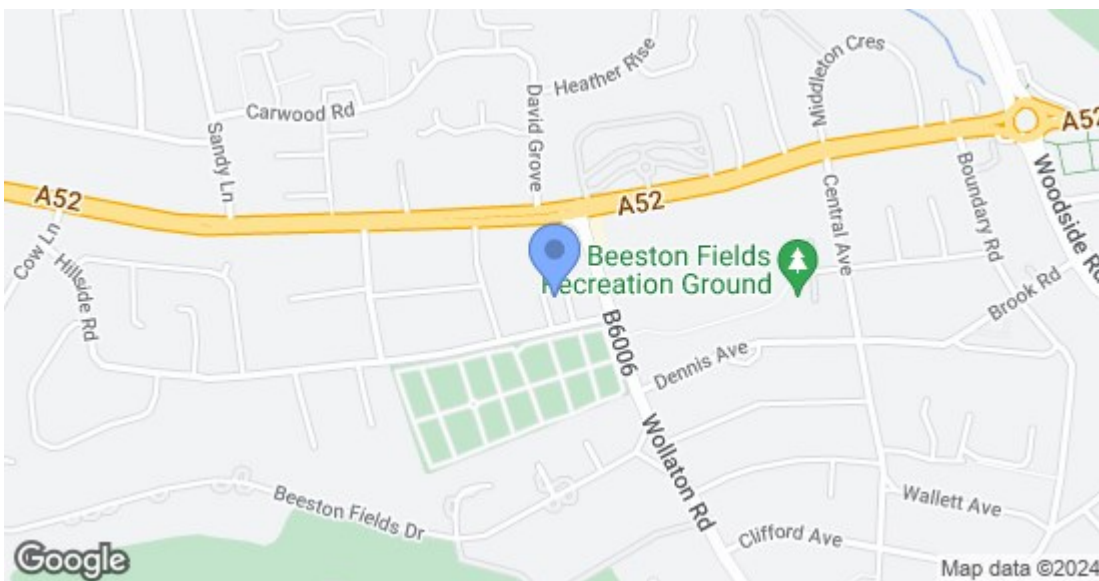 Middleton Cres
Heather Rise
Carwood Rd
David Grove
Sandy Ln
A52
A52
A52
Cow Ln
Hillside Rd
Central Ave
Boundary Rd
Woodside Rd
Beeston Fields
Recreation Ground
Brook Rd
B6006
Dennis Ave
Wollaton Rd
Beeston Fields Dr
Wallett Ave
Clifford Ave
Google
Map data ©2024